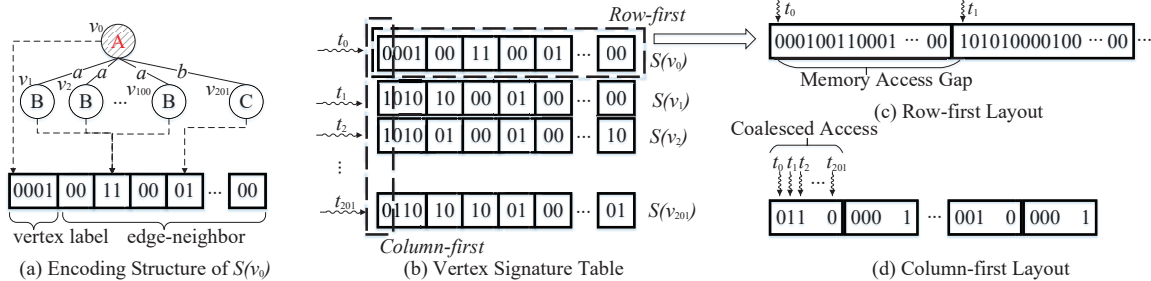 v0
A
a
a
a
b
v1
v2
v100
v201
B
B
...
B
C
0001 00 11 00 01 ... 00
vertex label
edge-neighbor
(a) Encoding Structure of S(v0)
Row-first
t0
0001 00 11 00 01 ... 00
S(v0)
t1
1010 10 00 01 00 ... 00
S(v1)
t2
1010 01 00 01 00 ... 10
S(v2)
...
t201
0110 10 10 01 00 ... 01
S(v201)
Column-first
(b) Vertex Signature Table
t0
t1
000100110001 ... 00 101010000100 ... 00 ...
Memory Access Gap
(c) Row-first Layout
Coalesced Access
t0 t1 t2 t201
...
011 0 000 1 ... 001 0 000 1
(d) Column-first Layout